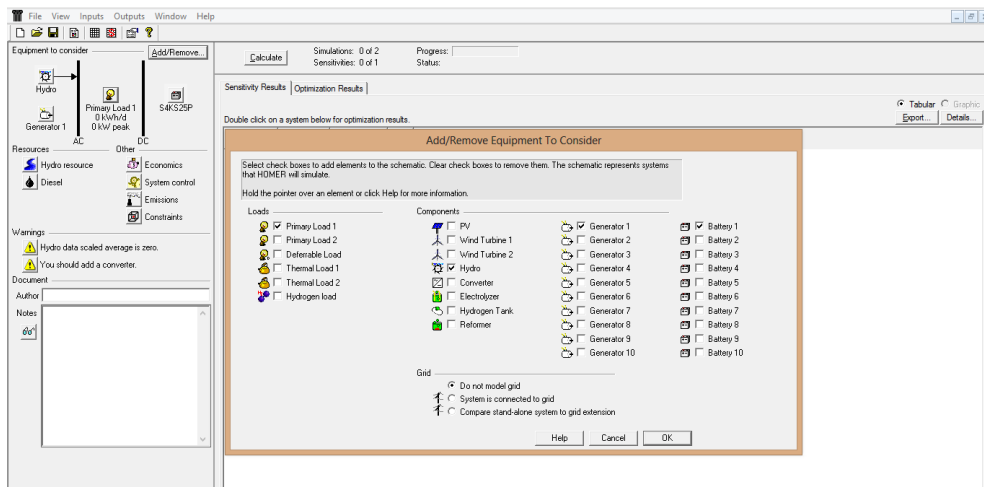 File View Inputs Outputs Window Help
Equipment to consider
Add/Remove...
Hydro
Generator 1
Primary Load 1
0 kWh/d
0 kW peak
S4KS25P
AC DC
Resources Other
Hydro resource Economics
Diesel System control
Emissions
Constraints
Warnings
Hydro data scaled average is zero.
You should add a converter.
Document
Author
Notes
Calculate
Simulations: 0 of 2 Progress:
Sensitivities: 0 of 1 Status:
Sensitivity Results Optimization Results
Tabular Graphic
Double click on a system below for optimization results.
Export... Details...
Add/Remove Equipment To Consider
Select check boxes to add elements to the schematic. Clear check boxes to remove them. The schematic represents systems
that HOMER will simulate.
Hold the pointer over an element or click Help for more information.
Loads Components
Primary Load 1 PV Generator 1 Battery 1
Primary Load 2 Wind Turbine 1 Generator 2 Battery 2
Deferrable Load Wind Turbine 2 Generator 3 Battery 3
Thermal Load 1 Hydro Generator 4 Battery 4
Thermal Load 2 Converter Generator 5 Battery 5
Hydrogen load Electrolyzer Generator 6 Battery 6
Hydrogen Tank Generator 7 Battery 7
Reformer Generator 8 Battery 8
Generator 9 Battery 9
Generator 10 Battery 10
Grid
Do not model grid
System is connected to grid
Compare stand-alone system to grid extension
Help Cancel OK